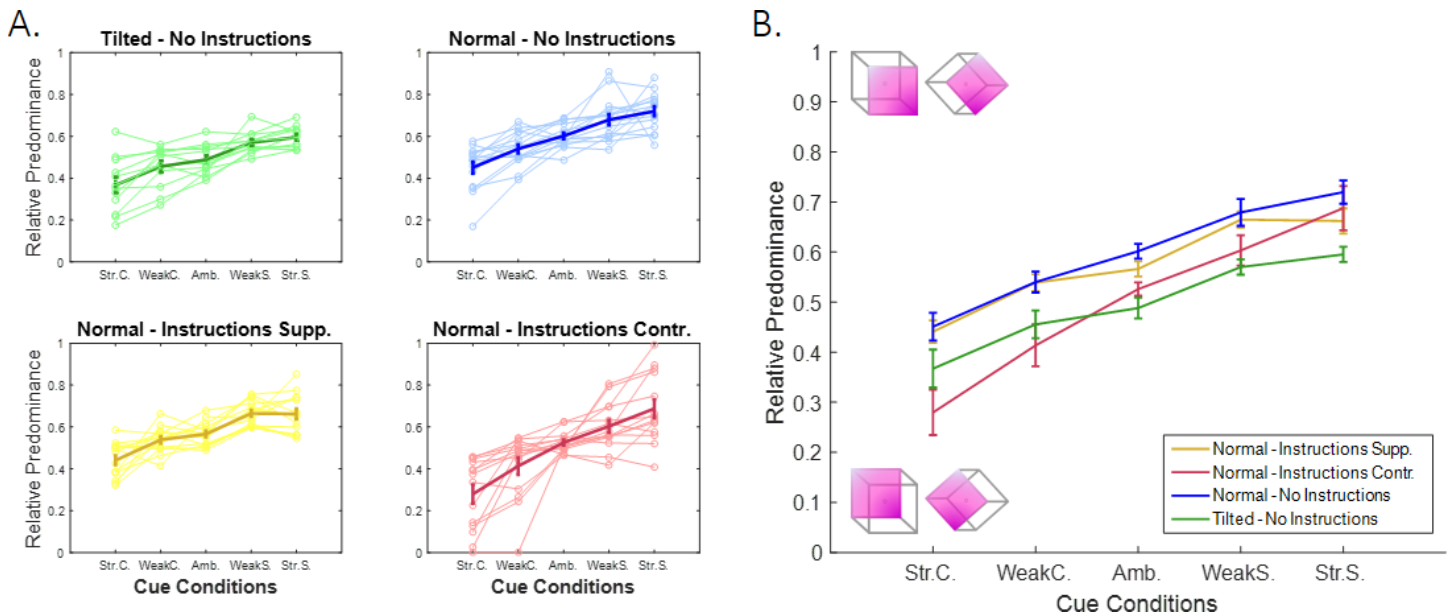 A.
Tilted - No Instructions
Relative Predominance
1
0.8
0.6
0.4
0.2
0
Str.C. WeakC. Amb. WeakS. Str.S.
Normal - No Instructions
1
0.8
0.6
0.4
0.2
0
Str.C. WeakC. Amb. WeakS. Str.S.
Normal - Instructions Supp.
Relative Predominance
1
0.8
0.6
0.4
0.2
0
Str.C. WeakC. Amb. WeakS. Str.S.
Cue Conditions
Normal - Instructions Contr.
1
0.8
0.6
0.4
0.2
0
Str.C. WeakC. Amb. WeakS. Str.S.
Cue Conditions
B.
Relative Predominance
1
0.9
0.8
0.7
0.6
0.5
0.4
0.3
0.2
0.1
0
Normal - Instructions Supp.
Normal - Instructions Contr.
Normal - No Instructions
Tilted - No Instructions
Str.C. WeakC. Amb. WeakS. Str.S.
Cue Conditions